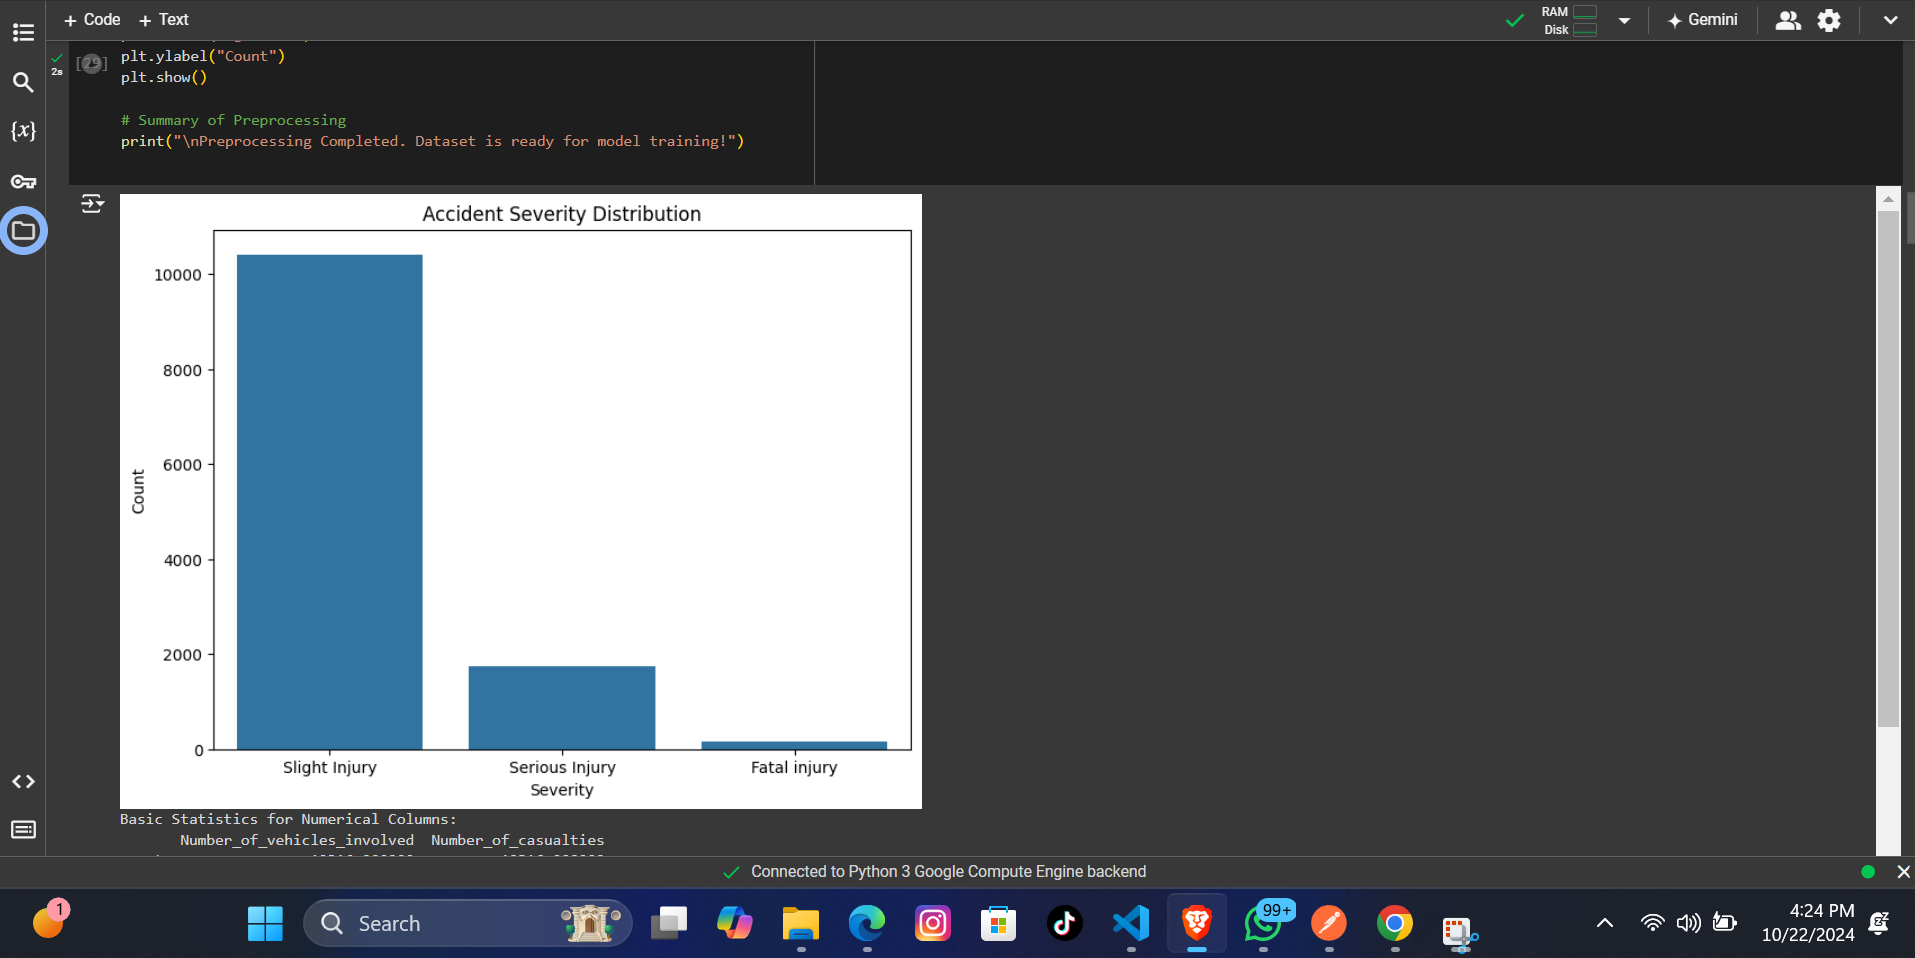 + Code + Text
RAM
Disk
Gemini
2s
[29]
plt.ylabel("Count")
plt.show()
# Summary of Preprocessing
print("\nPreprocessing Completed. Dataset is ready for model training!")
{x}
Accident Severity Distribution
10000
8000
6000
4000
2000
0
Count
Slight Injury Serious Injury Fatal injury
Severity
Basic Statistics for Numerical Columns:
Number_of_vehicles_involved Number_of_casualties
Connected to Python 3 Google Compute Engine backend
1
Search
99+
4:24 PM
10/22/2024